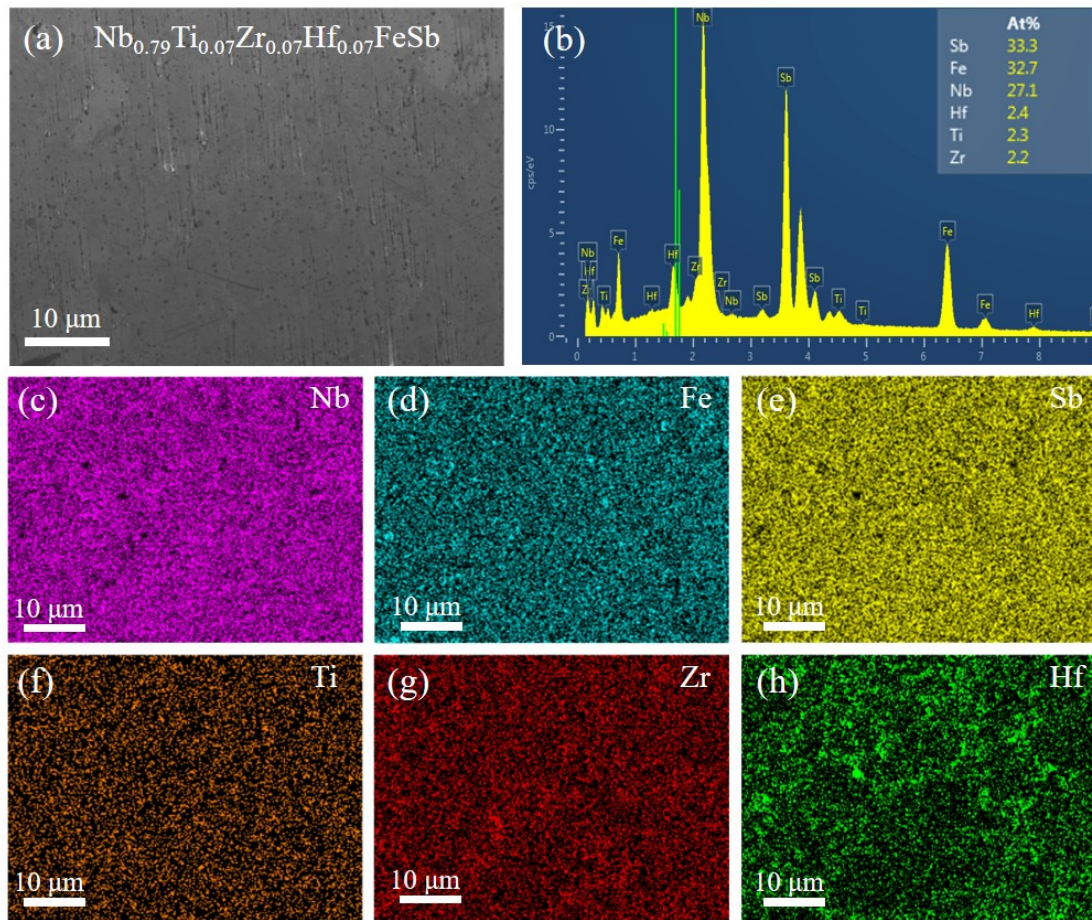 (a) Nb0.79Ti0.07Zr0.07Hf0.07FeSb
10 μm
(b)
At%
Sb 33.3
Fe 32.7
Nb 27.1
Hf 2.4
Ti 2.3
Zr 2.2
15
10
5
0
cps/eV
Nb
Hf
Z
Ti
Fe
Hf
Hf
Zr
Nb
Zr
Nb
Sb
Sb
Sb
Ti
Ti
Fe
Fe
Hf
0 1 2 3 4 5 6 7 8
(c) Nb
10 μm
(d) Fe
10 μm
(e) Sb
10 μm
(f) Ti
10 μm
(g) Zr
10 μm
(h) Hf
10 μm